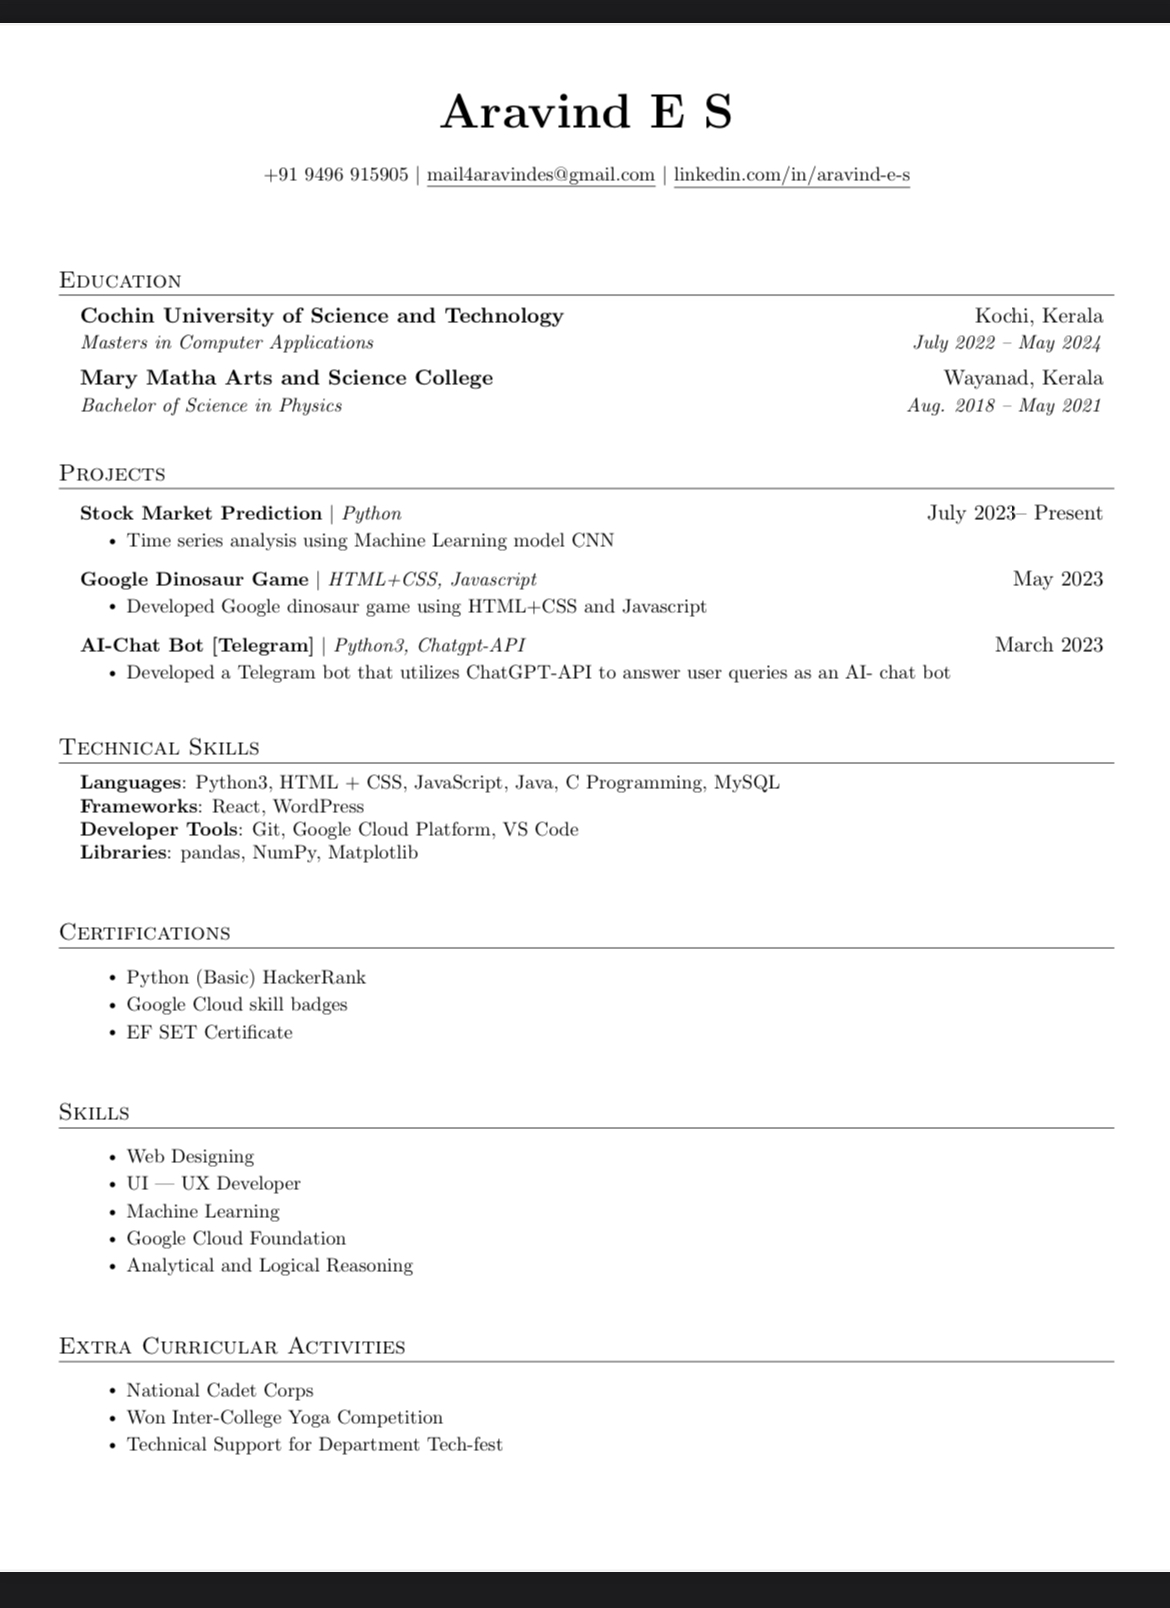 Aravind E S
+91 9496 915905 | mail4aravindes@gmail.com | linkedin.com/in/aravind-e-s
Education
Cochin University of Science and Technology Kochi, Kerala
Masters in Computer Applications July 2022 – May 2024
Mary Matha Arts and Science College Wayanad, Kerala
Bachelor of Science in Physics Aug. 2018 – May 2021
Projects
Stock Market Prediction | Python July 2023– Present
• Time series analysis using Machine Learning model CNN
Google Dinosaur Game | HTML+CSS, Javascript May 2023
• Developed Google dinosaur game using HTML+CSS and Javascript
AI-Chat Bot [Telegram] | Python3, Chatgpt-API March 2023
• Developed a Telegram bot that utilizes ChatGPT-API to answer user queries as an AI- chat bot
Technical Skills
Languages: Python3, HTML + CSS, JavaScript, Java, C Programming, MySQL
Frameworks: React, WordPress
Developer Tools: Git, Google Cloud Platform, VS Code
Libraries: pandas, NumPy, Matplotlib
Certifications
• Python (Basic) HackerRank
• Google Cloud skill badges
• EF SET Certificate
Skills
• Web Designing
• UI — UX Developer
• Machine Learning
• Google Cloud Foundation
• Analytical and Logical Reasoning
Extra Curricular Activities
• National Cadet Corps
• Won Inter-College Yoga Competition
• Technical Support for Department Tech-fest